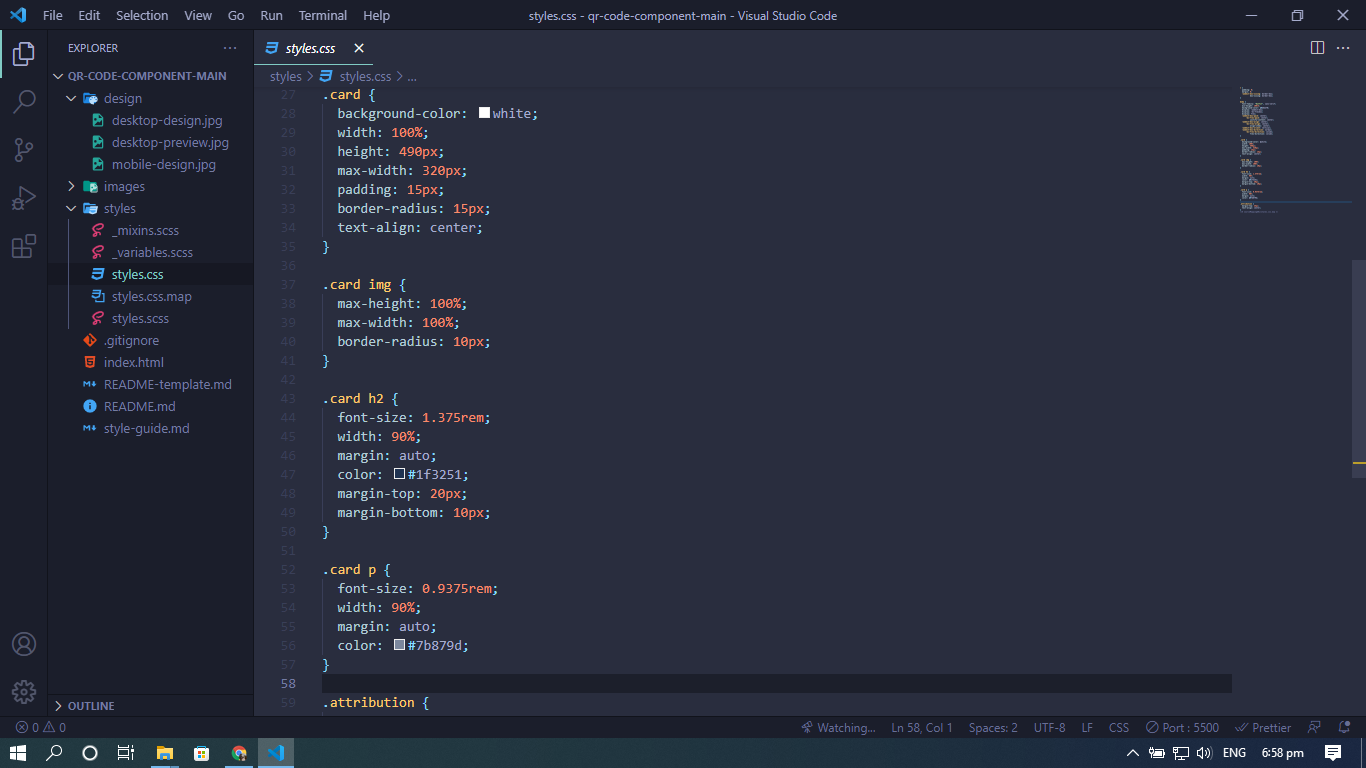 File Edit Selection View Go Run Terminal Help
styles.css - qr-code-component-main - Visual Studio Code
EXPLORER
QR-CODE-COMPONENT-MAIN
design
desktop-design.jpg
desktop-preview.jpg
mobile-design.jpg
images
styles
_mixins.scss
_variables.scss
styles.css
styles.css.map
styles.scss
.gitignore
index.html
README-template.md
README.md
style-guide.md
OUTLINE
styles.css
styles > styles.css > ...
27 .card {
28 background-color: white;
29 width: 100%;
30 height: 490px;
31 max-width: 320px;
32 padding: 15px;
33 border-radius: 15px;
34 text-align: center;
35 }
36
37 .card img {
38 max-height: 100%;
39 max-width: 100%;
40 border-radius: 10px;
41 }
42
43 .card h2 {
44 font-size: 1.375rem;
45 width: 90%;
46 margin: auto;
47 color: #1f3251;
48 margin-top: 20px;
49 margin-bottom: 10px;
50 }
51
52 .card p {
53 font-size: 0.9375rem;
54 width: 90%;
55 margin: auto;
56 color: #7b879d;
57 }
58
59 .attribution {
0 0 Watching... Ln 58, Col 1 Spaces: 2 UTF-8 LF CSS Port : 5500 Prettier
ENG 6:58 pm